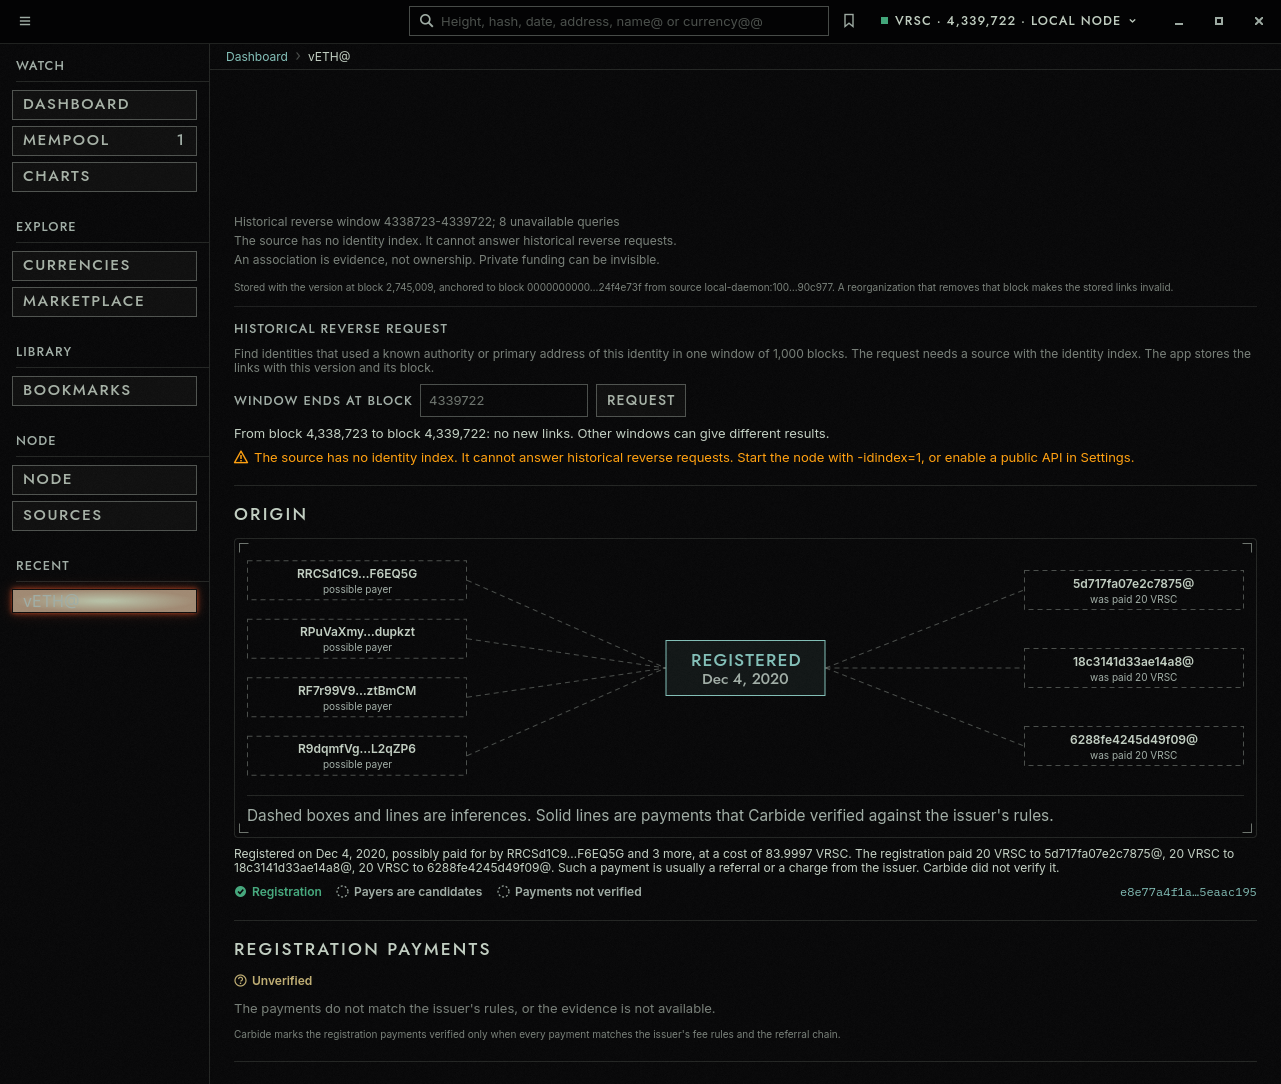 Height, hash, date, address, name@ or currency@@
VRSC · 4,339,722 · LOCAL NODE
WATCH
DASHBOARD
MEMPOOL 1
CHARTS
EXPLORE
CURRENCIES
MARKETPLACE
LIBRARY
BOOKMARKS
NODE
NODE
SOURCES
RECENT
vETH@
Dashboard › vETH@
Historical reverse window 4338723-4339722; 8 unavailable queries
The source has no identity index. It cannot answer historical reverse requests.
An association is evidence, not ownership. Private funding can be invisible.
Stored with the version at block 2,745,009, anchored to block 0000000000…24f4e73f from source local-daemon:100…90c977. A reorganization that removes that block makes the stored links invalid.
HISTORICAL REVERSE REQUEST
Find identities that used a known authority or primary address of this identity in one window of 1,000 blocks. The request needs a source with the identity index. The app stores the
links with this version and its block.
WINDOW ENDS AT BLOCK 4339722 REQUEST
From block 4,338,723 to block 4,339,722: no new links. Other windows can give different results.
The source has no identity index. It cannot answer historical reverse requests. Start the node with -idindex=1, or enable a public API in Settings.
ORIGIN
RRCSd1C9…F6EQ5G
possible payer
RPuVaXmy…dupkzt
possible payer
RF7r99V9…ztBmCM
possible payer
R9dqmfVg…L2qZP6
possible payer
REGISTERED
Dec 4, 2020
5d717fa07e2c7875@
was paid 20 VRSC
18c3141d33ae14a8@
was paid 20 VRSC
6288fe4245d49f09@
was paid 20 VRSC
Dashed boxes and lines are inferences. Solid lines are payments that Carbide verified against the issuer's rules.
Registered on Dec 4, 2020, possibly paid for by RRCSd1C9…F6EQ5G and 3 more, at a cost of 83.9997 VRSC. The registration paid 20 VRSC to 5d717fa07e2c7875@, 20 VRSC to
18c3141d33ae14a8@, 20 VRSC to 6288fe4245d49f09@. Such a payment is usually a referral or a charge from the issuer. Carbide did not verify it.
Registration Payers are candidates Payments not verified e8e77a4f1a…5eaac195
REGISTRATION PAYMENTS
Unverified
The payments do not match the issuer's rules, or the evidence is not available.
Carbide marks the registration payments verified only when every payment matches the issuer's fee rules and the referral chain.